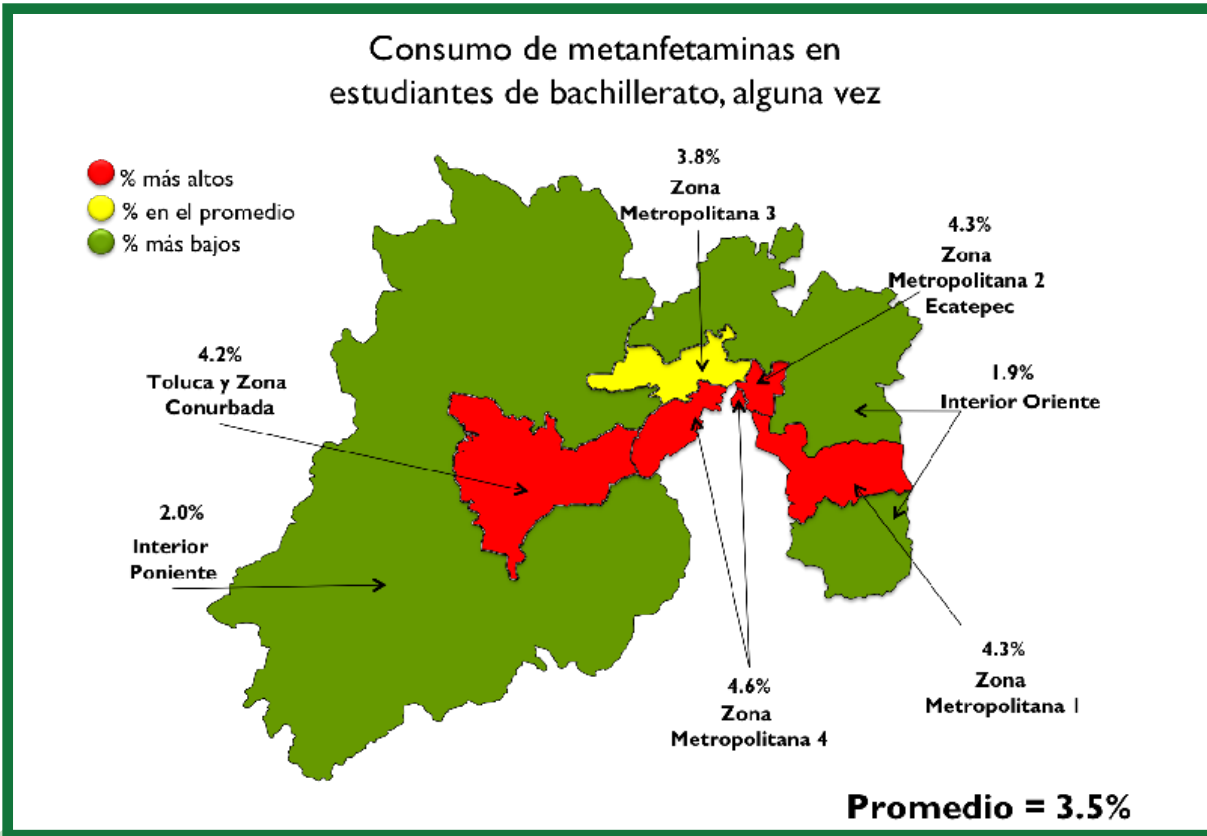 Consumo de metanfetaminas en
estudiantes de bachillerato, alguna vez
% más altos
% en el promedio
% más bajos
3.8%
Zona
Metropolitana 3
4.3%
Zona
Metropolitana 2
Ecatepec
4.2%
Toluca y Zona
Conurbada
1.9%
Interior Oriente
2.0%
Interior
Poniente
4.6%
Zona
Metropolitana 4
4.3%
Zona
Metropolitana 1
Promedio = 3.5%